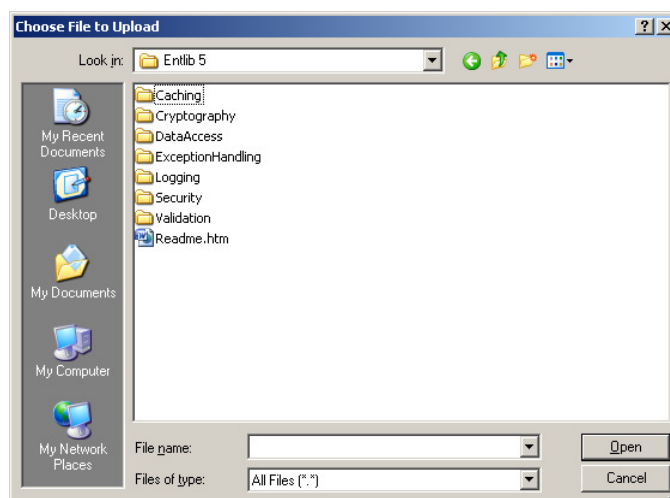 Choose File to Upload
Look in:
Entlib 5
My Recent
Documents
Desktop
My Documents
My Computer
My Network
Places
Caching
Cryptography
DataAccess
ExceptionHandling
Logging
Security
Validation
Readme.htm
File name:
Open
Files of type:
All Files (*.*)
Cancel